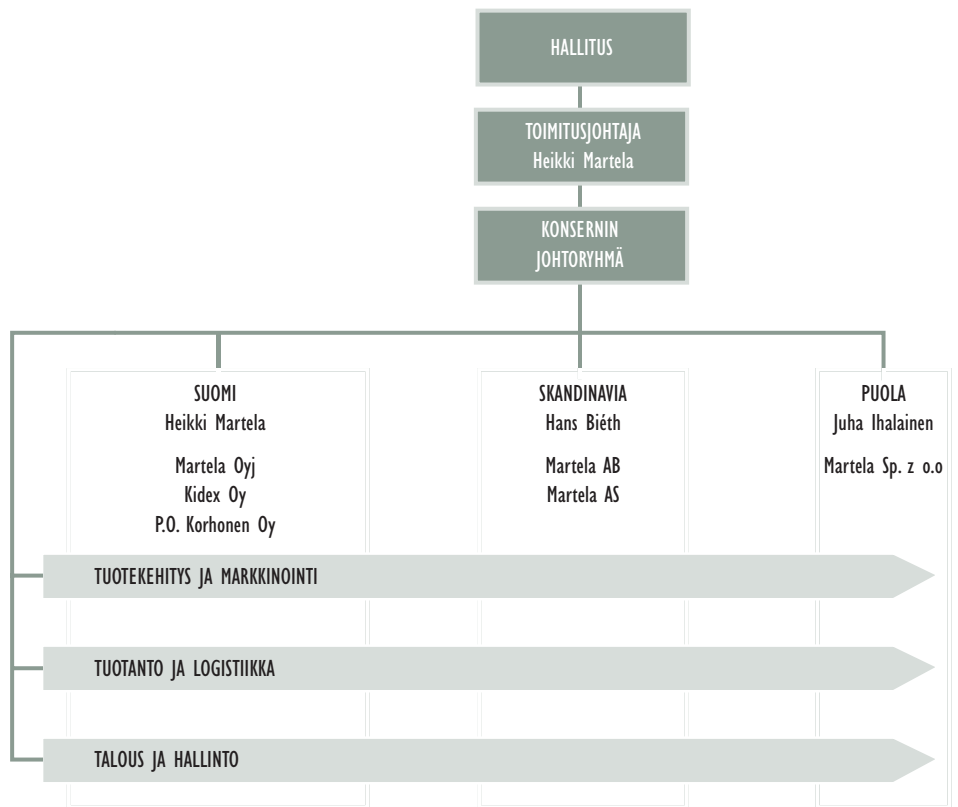 HALLITUS
TOIMITUSJOHTAJA
Heikki Martela
KONSERNIN
JOHTORYHMÄ
SUOMI
Heikki Martela
Martela Oyj
Kidex Oy
P.O. Korhonen Oy
SKANDINAVIA
Hans Biéth
Martela AB
Martela AS
PUOLA
Juha Ihalainen
Martela Sp. z o.o
TUOTEKEHITYS JA MARKKINOINTI
TUOTANTO JA LOGISTIIKKA
TALOUS JA HALLINTO